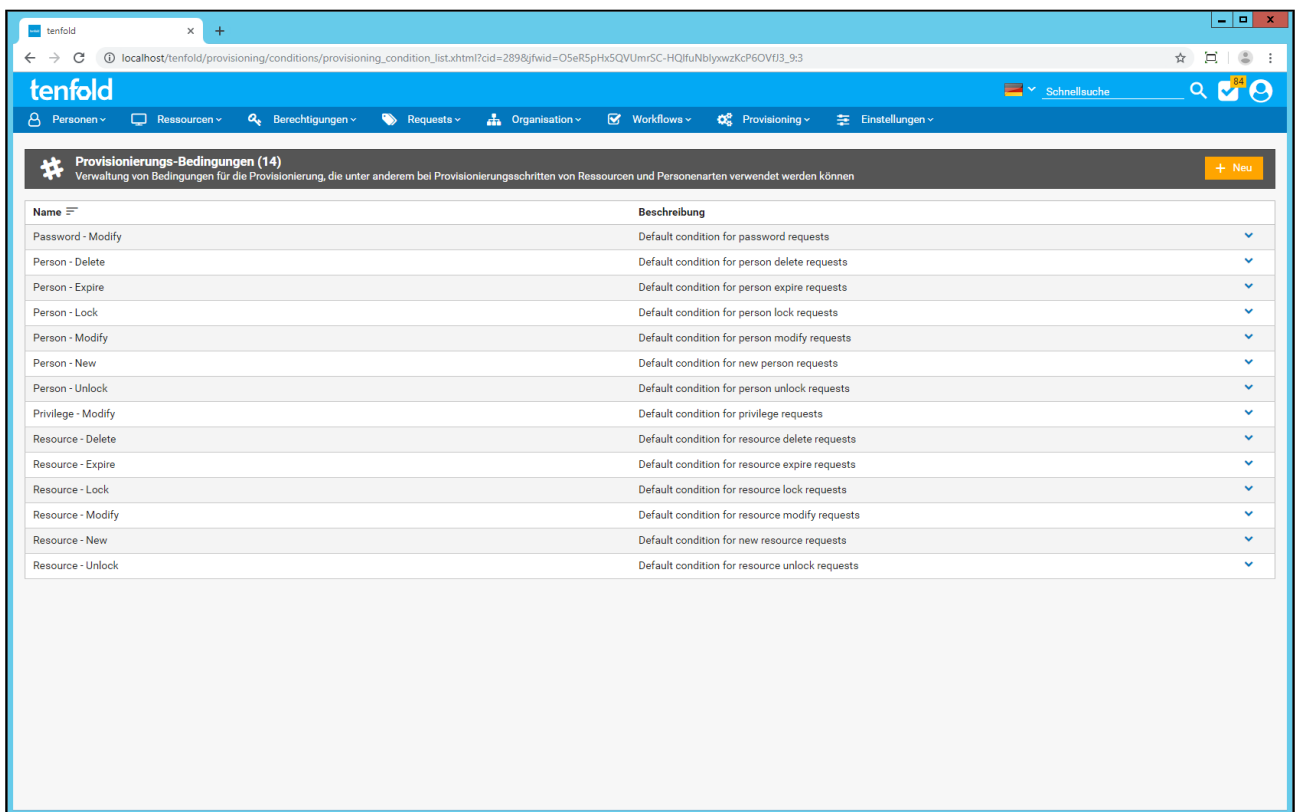 tenfold
localhost/tenfold/provisioning/conditions/provisioning_condition_list.xhtml?cid=289&jfwid=O5eR5pHx5QVUmrSC-HQIfuNblyxwzKcP6OVfJ3_9:3
tenfold Schnellsuche 84
Personen Ressourcen Berechtigungen Requests Organisation Workflows Provisioning Einstellungen
Provisionierungs-Bedingungen (14)
Verwaltung von Bedingungen für die Provisionierung, die unter anderem bei Provisionierungsschritten von Ressourcen und Personenarten verwendet werden können
+ Neu
Name Beschreibung
Password - Modify Default condition for password requests
Person - Delete Default condition for person delete requests
Person - Expire Default condition for person expire requests
Person - Lock Default condition for person lock requests
Person - Modify Default condition for person modify requests
Person - New Default condition for new person requests
Person - Unlock Default condition for person unlock requests
Privilege - Modify Default condition for privilege requests
Resource - Delete Default condition for resource delete requests
Resource - Expire Default condition for resource expire requests
Resource - Lock Default condition for resource lock requests
Resource - Modify Default condition for resource modify requests
Resource - New Default condition for new resource requests
Resource - Unlock Default condition for resource unlock requests